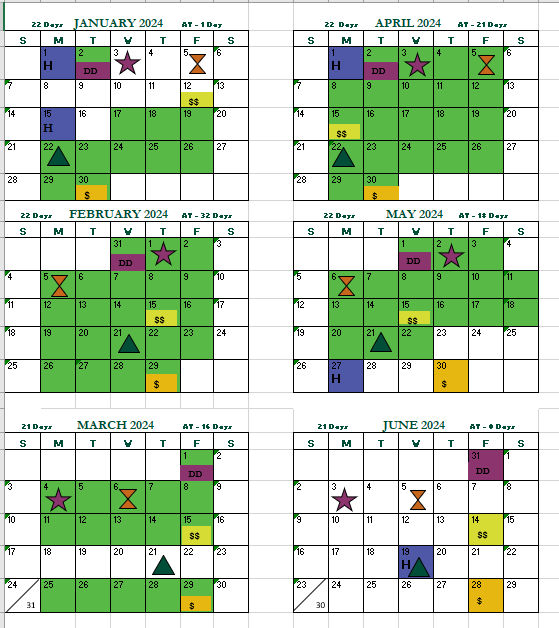 22 Days JANUARY 2024 AT - 1 Day
S M T W T F S
1 2 3 4 5 6
H DD
7 8 9 10 11 12 13
$$
14 15 16 17 18 19 20
H
21 22 23 24 25 26 27
28 29 30
$
22 Days APRIL 2024 AT - 21 Days
S M T W T F S
1 2 3 4 5 6
H DD
7 8 9 10 11 12 13
14 15 16 17 18 19 20
$$
21 22 23 24 25 26 27
28 29 30
$
22 Days FEBRUARY 2024 AT - 32 Days
S M T W T F S
31 1 2 3
DD
4 5 6 7 8 9 10
11 12 13 14 15 16 17
$$
18 19 20 21 22 23 24
25 26 27 28 29
$
22 Days MAY 2024 AT - 18 Days
S M T W T F S
1 2 3 4
DD
5 6 7 8 9 10 11
12 13 14 15 16 17 18
$$
19 20 21 22 23 24 25
26 27 28 29 30
H $
21 Days MARCH 2024 AT - 16 Days
S M T W T F S
1 2
DD
3 4 5 6 7 8 9
10 11 12 13 14 15 16
$$
17 18 19 20 21 22 23
24 25 26 27 28 29 30
31 $
21 Days JUNE 2024 AT - 0 Days
S M T W T F S
31 1
DD
2 3 4 5 6 7 8
9 10 11 12 13 14 15
$$
16 17 18 19 20 21 22
H
23 24 25 26 27 28 29
30 $